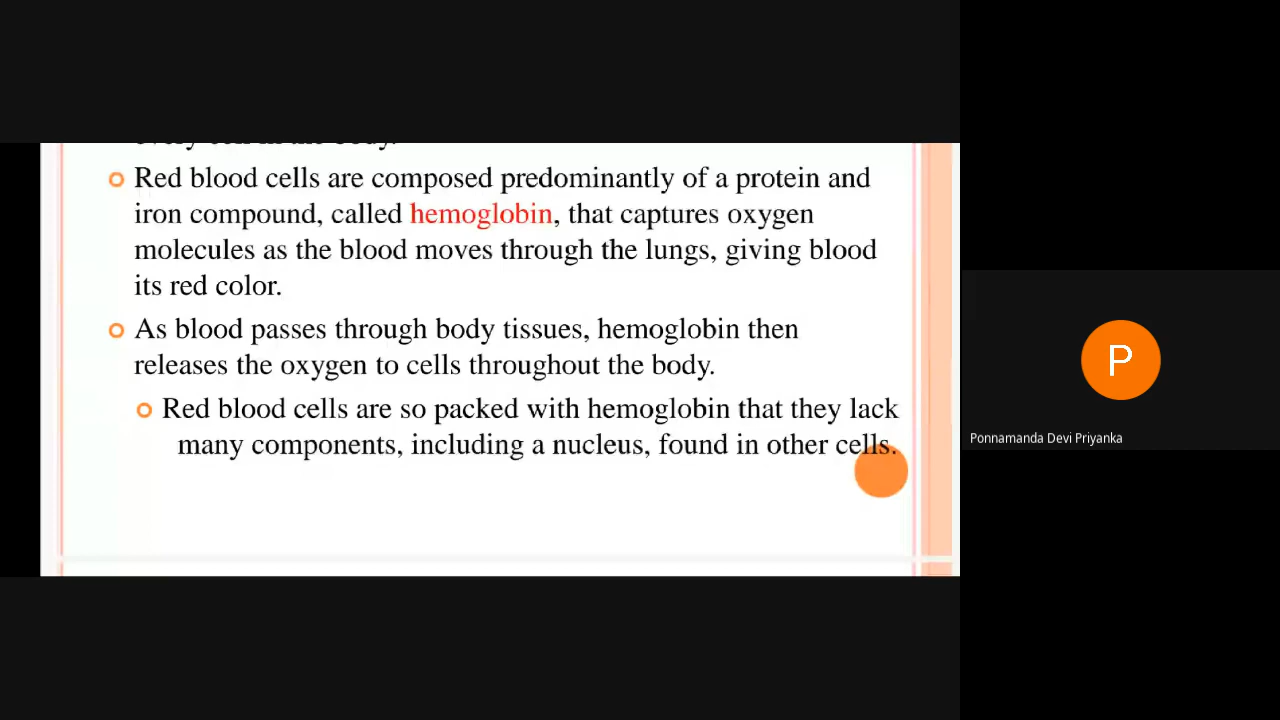 Red blood cells are composed predominantly of a protein and
iron compound, called hemoglobin, that captures oxygen
molecules as the blood moves through the lungs, giving blood
its red color.
As blood passes through body tissues, hemoglobin then
releases the oxygen to cells throughout the body.
Red blood cells are so packed with hemoglobin that they lack
many components, including a nucleus, found in other cells.
P
Ponnamanda Devi Priyanka